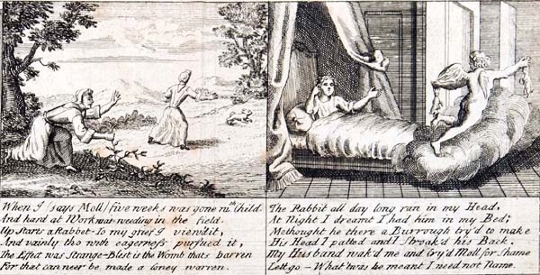 When I (says Moll) five weeks was gone wth Child
And hard at Work was weeding in the field.
Up Starts a Rabbet - to my grief I view'd it,
And vainly tho with eagerness pursued it,
The Effect was Strange - Blest is the Womb thats barren
For that can neer be made a Coney warren.
The Rabbit all day long ran in my Head,
At Night I dreamt I had him in my Bed;
Methought he there a Burrough try'd to make
His Head I patted and I Stroak'd his Back.
My Husband wak'd me and Cry'd Moll for Shame
Let go - What 'twas he meant I need not Name.